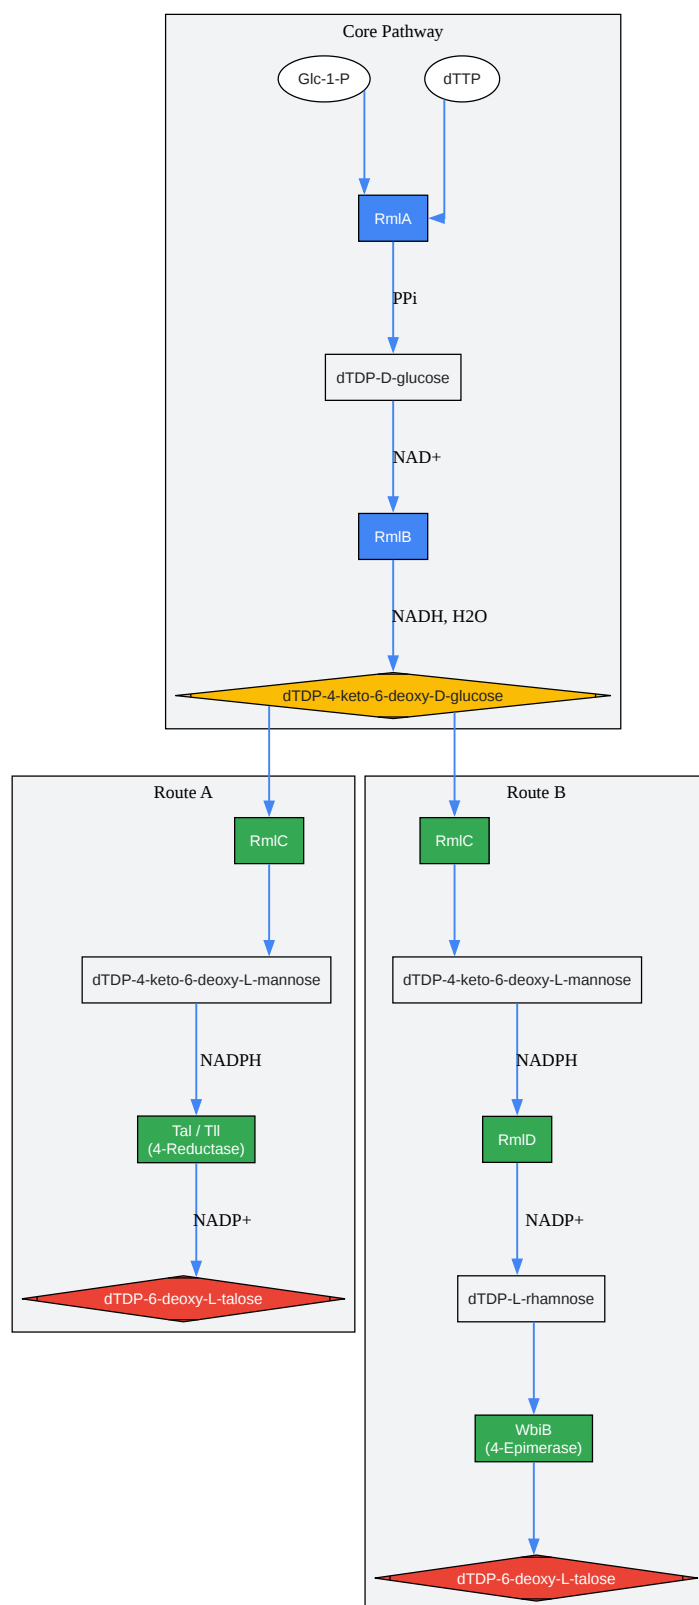 Core Pathway
Glc-1-P
dTTP
RmlA
PPi
dTDP-D-glucose
NAD+
RmlB
NADH, H2O
dTDP-4-keto-6-deoxy-D-glucose
Route A
RmlC
dTDP-4-keto-6-deoxy-L-mannose
NADPH
Tal / Tll
(4-Reductase)
NADP+
dTDP-6-deoxy-L-talose
Route B
RmlC
dTDP-4-keto-6-deoxy-L-mannose
NADPH
RmlD
NADP+
dTDP-L-rhamnose
WbiB
(4-Epimerase)
dTDP-6-deoxy-L-talose